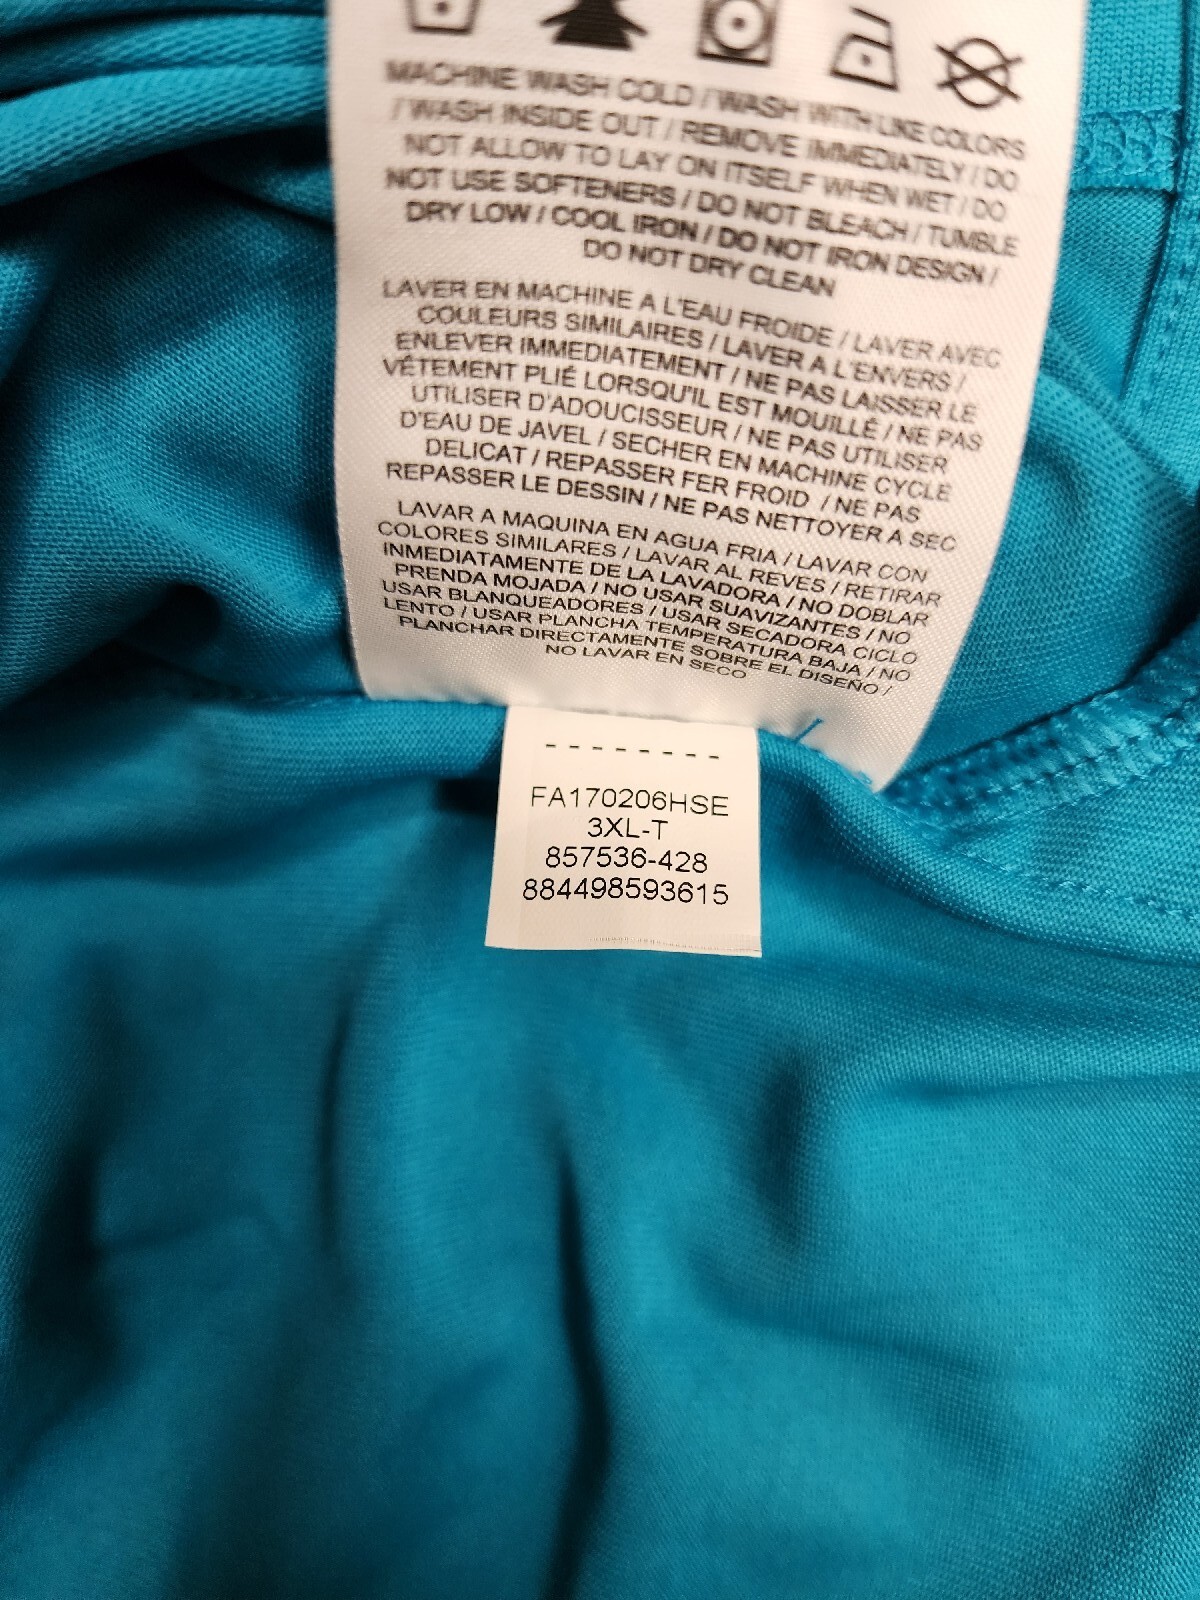 MACHINE WASH COLD / WASH WITH LIKE COLORS
/ WASH INSIDE OUT / REMOVE IMMEDIATELY / DO
NOT ALLOW TO LAY ON ITSELF WHEN WET / DO
NOT USE SOFTENERS / DO NOT BLEACH / TUMBLE
DRY LOW / COOL IRON / DO NOT IRON DESIGN /
DO NOT DRY CLEAN
LAVER EN MACHINE A L'EAU FROIDE / LAVER AVEC
COULEURS SIMILAIRES / LAVER A L'ENVERS /
ENLEVER IMMEDIATEMENT / NE PAS LAISSER LE
VÊTEMENT PLIÉ LORSQU'IL EST MOUILLÉ / NE PAS
UTILISER D'ADOUCISSEUR / NE PAS UTILISER
D'EAU DE JAVEL / SECHER EN MACHINE CYCLE
DELICAT / REPASSER FER FROID / NE PAS
REPASSER LE DESSIN / NE PAS NETTOYER A SEC
LAVAR A MAQUINA EN AGUA FRIA / LAVAR CON
COLORES SIMILARES / LAVAR AL REVES / RETIRAR
INMEDIATAMENTE DE LA LAVADORA / NO DOBLAR
PRENDA MOJADA / NO USAR SUAVIZANTES / NO
USAR BLANQUEADORES / USAR SECADORA CICLO
LENTO / USAR PLANCHA TEMPERATURA BAJA / NO
PLANCHAR DIRECTAMENTE SOBRE EL DISEÑO /
NO LAVAR EN SECO
--------
FA170206HSE
3XL-T
857536-428
884498593615